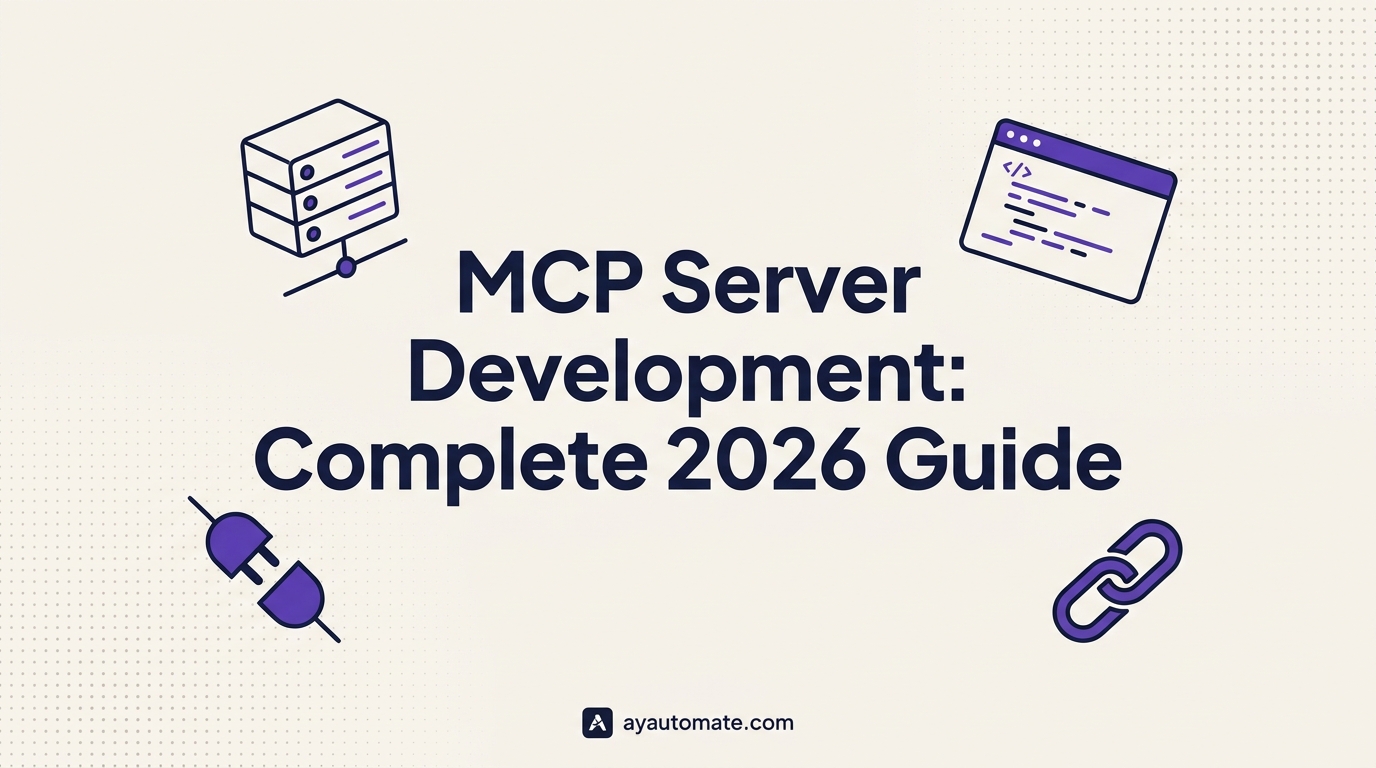 </>
MCP Server
Development:
Complete 2026 Guide
ayautomate.com